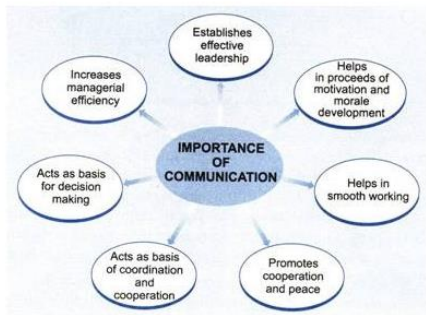 Establishes
effective
leadership
Helps
in proceeds of
motivation and
morale
development
Helps in
smooth working
Promotes
cooperation
and peace
Acts as basis
of coordination
and
cooperation
Acts as basis
for decision
making
Increases
managerial
efficiency
IMPORTANCE
OF
COMMUNICATION